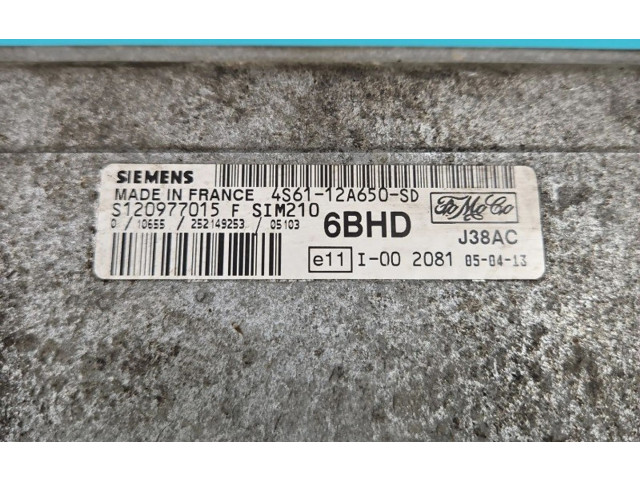 SIEMENS
MADE IN FRANCE 4S61-12A650-SD
S120977015 F SIM210
0 / 10655 / 252149253 / 05103
6BHD
FoMoCo
J38AC
e11 I-00 2081 05-04-13